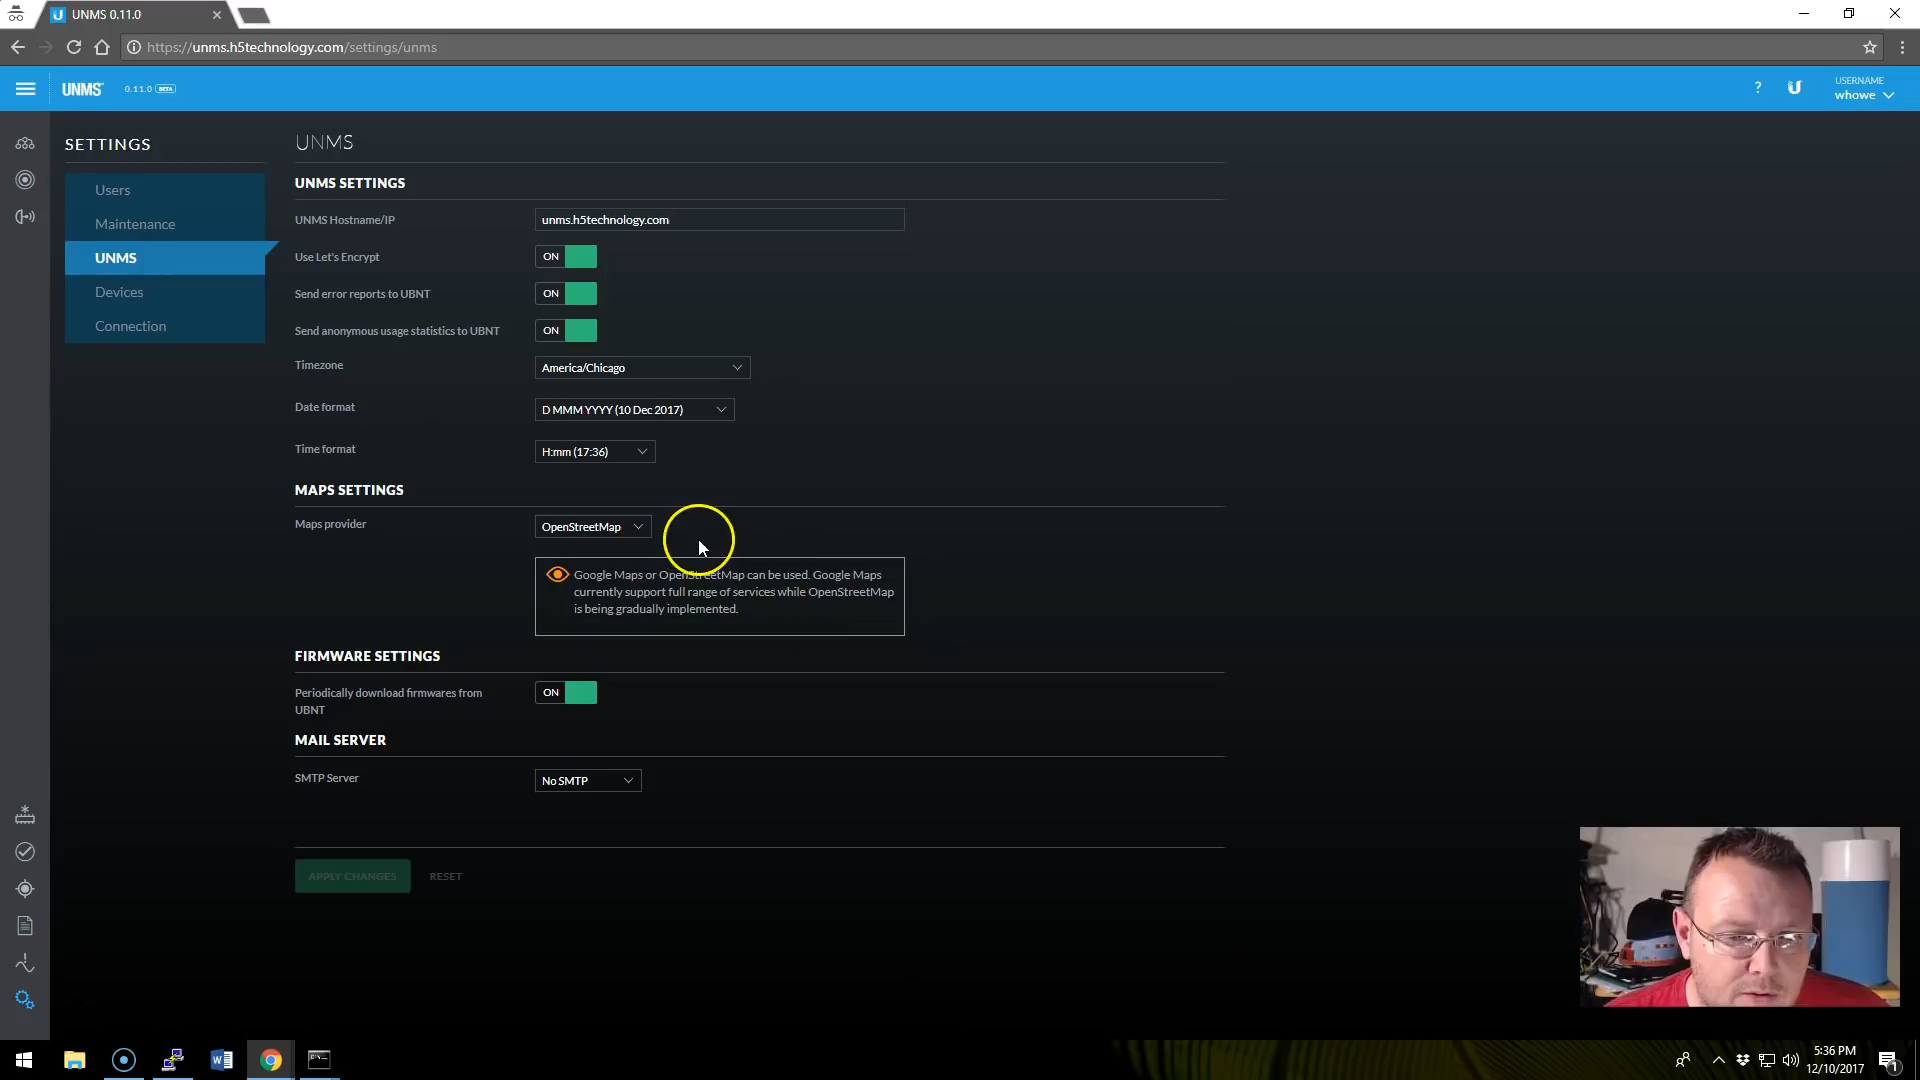 UNMS 0.11.0
https://unms.h5technology.com/settings/unms
UNMS
0.11.0 BETA
?
USERNAME
whowe
SETTINGS
Users
Maintenance
UNMS
Devices
Connection
UNMS
UNMS SETTINGS
UNMS Hostname/IP
unms.h5technology.com
Use Let's Encrypt
ON
Send error reports to UBNT
ON
Send anonymous usage statistics to UBNT
ON
Timezone
America/Chicago
Date format
D MMM YYYY (10 Dec 2017)
Time format
H:mm (17:36)
MAPS SETTINGS
Maps provider
OpenStreetMap
Google Maps or OpenStreetMap can be used. Google Maps
currently support full range of services while OpenStreetMap
is being gradually implemented.
FIRMWARE SETTINGS
Periodically download firmwares from
UBNT
ON
MAIL SERVER
SMTP Server
No SMTP
APPLY CHANGES
RESET
5:36 PM
12/10/2017
1